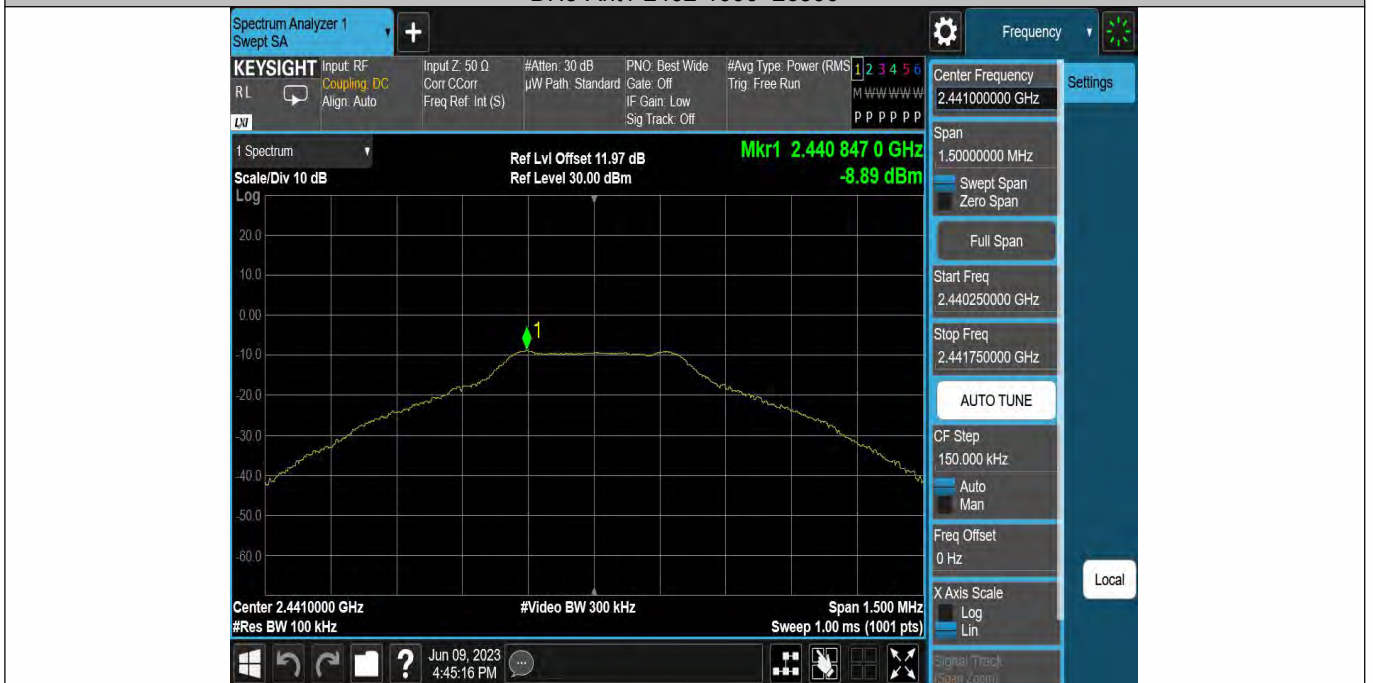 Spectrum Analyzer 1
Swept SA
+
Frequency
KEYSIGHT
RL
LXI
Input: RF
Coupling: DC
Align: Auto
Input Z: 50 Ω
Corr CCorr
Freq Ref: Int (S)
#Atten: 30 dB
µW Path: Standard
PNO: Best Wide
Gate: Off
IF Gain: Low
Sig Track: Off
#Avg Type: Power (RMS
Trig: Free Run
1 2 3 4 5 6
M W W W W W
P P P P P P
1 Spectrum
Scale/Div 10 dB
Log
Ref Lvl Offset 11.97 dB
Ref Level 30.00 dBm
Mkr1 2.440 847 0 GHz
-8.89 dBm
20.0
10.0
0.00
-10.0
-20.0
-30.0
-40.0
-50.0
-60.0
1
Center 2.4410000 GHz
#Res BW 100 kHz
#Video BW 300 kHz
Span 1.500 MHz
Sweep 1.00 ms (1001 pts)
Jun 09, 2023
4:45:16 PM
?
Center Frequency
2.441000000 GHz
Settings
Span
1.50000000 MHz
Swept Span
Zero Span
Full Span
Start Freq
2.440250000 GHz
Stop Freq
2.441750000 GHz
AUTO TUNE
CF Step
150.000 kHz
Auto
Man
Freq Offset
0 Hz
X Axis Scale
Log
Lin
Local
Signal Track
(Span Zoom)